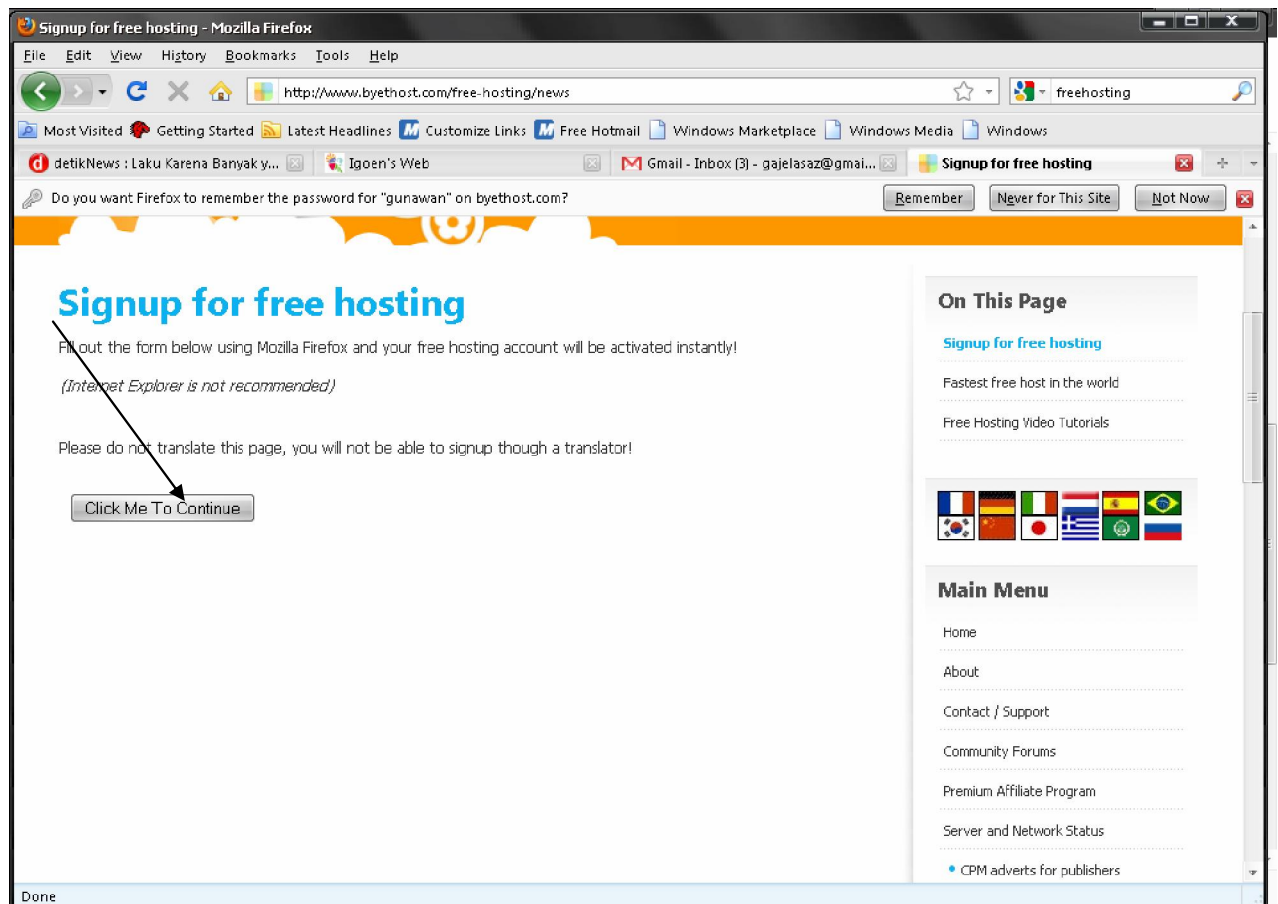 Signup for free hosting - Mozilla Firefox
File Edit View History Bookmarks Tools Help
http://www.byethost.com/free-hosting/news
freehosting
Most Visited Getting Started Latest Headlines Customize Links Free Hotmail Windows Marketplace Windows Media Windows
detikNews : Laku Karena Banyak y... Igoen's Web Gmail - Inbox (3) - gajelasaz@gmai... Signup for free hosting
Do you want Firefox to remember the password for "gunawan" on byethost.com? Remember Never for This Site Not Now
Signup for free hosting
Fill out the form below using Mozilla Firefox and your free hosting account will be activated instantly!
(Internet Explorer is not recommended)
Please do not translate this page, you will not be able to signup though a translator!
Click Me To Continue
On This Page
Signup for free hosting
Fastest free host in the world
Free Hosting Video Tutorials
Main Menu
Home
About
Contact / Support
Community Forums
Premium Affiliate Program
Server and Network Status
CPM adverts for publishers
Done